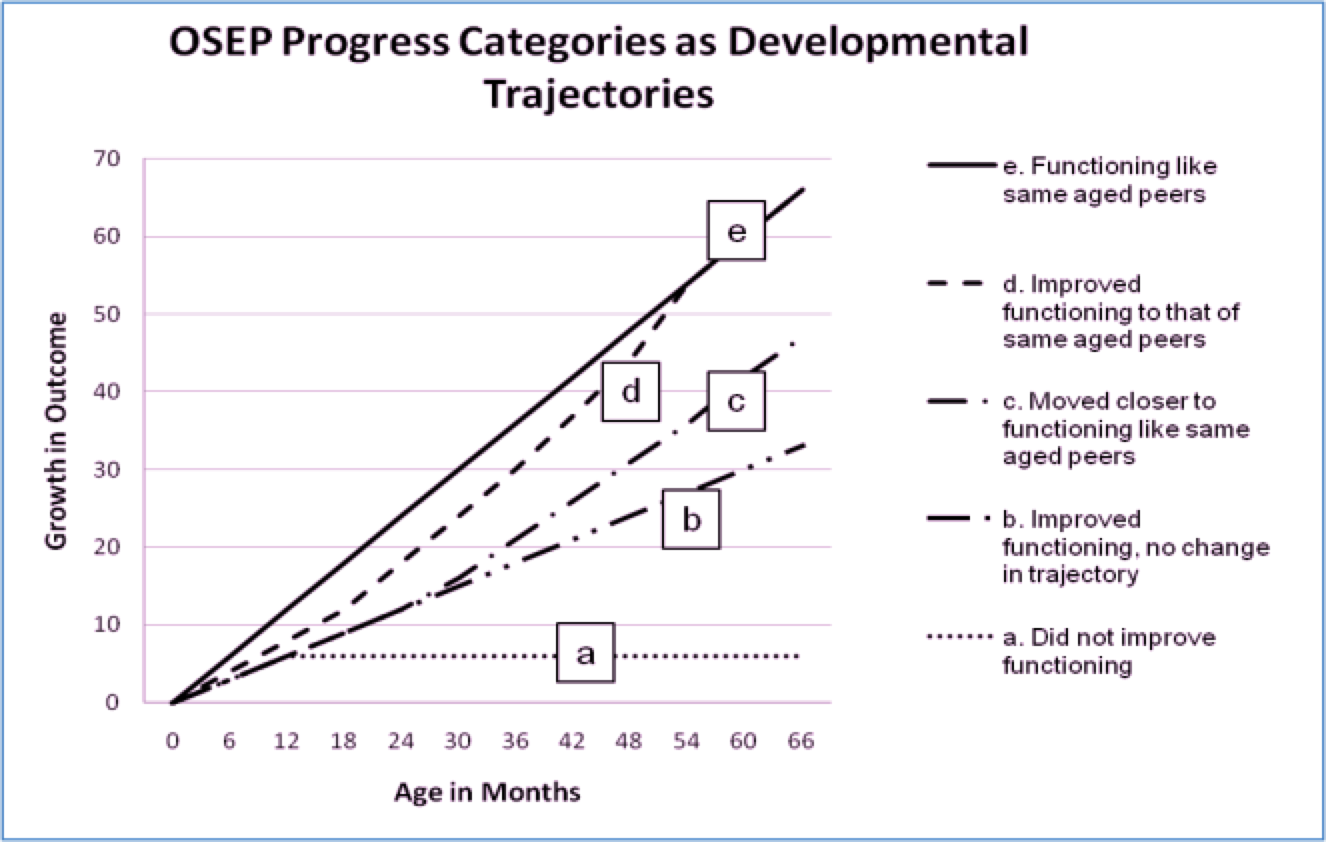 OSEP Progress Categories as Developmental
Trajectories
70
60
50
40
30
20
10
0
Growth in Outcome
0 6 12 18 24 30 36 42 48 54 60 66
Age in Months
e
d
c
b
a
e. Functioning like
same aged peers
d. Improved
functioning to that of
same aged peers
c. Moved closer to
functioning like same
aged peers
b. Improved
functioning, no change
in trajectory
a. Did not improve
functioning